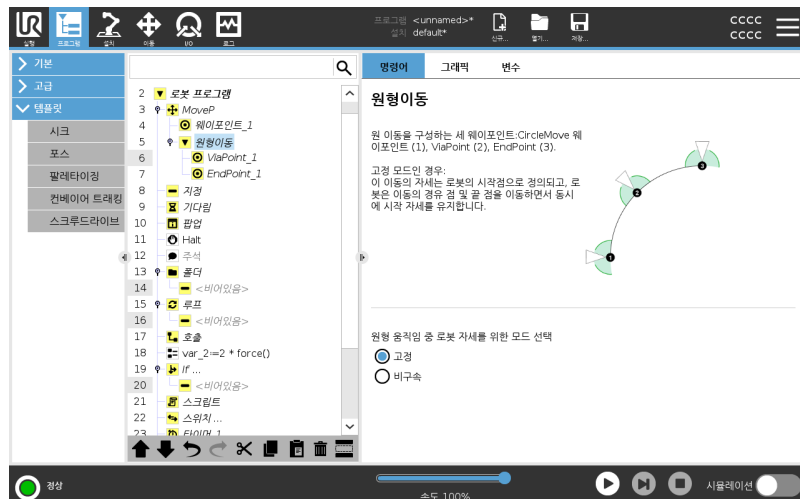 UR
실행
프로그램
설치
이동
I/O
로그
프로그램 <unnamed>*
설치 default*
신규...
열기...
저장...
cccc
cccc
기본
고급
템플릿
시크
포스
팔레타이징
컨베이어 트래킹
스크루드라이브
2 로봇 프로그램
3 MoveP
4 웨이포인트_1
5 원형이동
6 ViaPoint_1
7 EndPoint_1
8 지정
9 기다림
10 팝업
11 Halt
12 주석
13 폴더
14 <비어있음>
15 루프
16 <비어있음>
17 호출
18 var_2≔2 * force()
19 If ...
20 <비어있음>
21 스크립트
22 스위치 ...
23 타이머_1
명령어 그래픽 변수
원형이동
원 이동을 구성하는 세 웨이포인트:CircleMove 웨
이포인트 (1), ViaPoint (2), EndPoint (3).
고정 모드인 경우:
이 이동의 자세는 로봇의 시작점으로 정의되고, 로
봇은 이동의 경유 점 및 끝 점을 이동하면서 동시
에 시작 자세를 유지합니다.
1
2
3
원형 움직임 중 로봇 자세를 위한 모드 선택
고정
비구속
정상
속도 100%
시뮬레이션